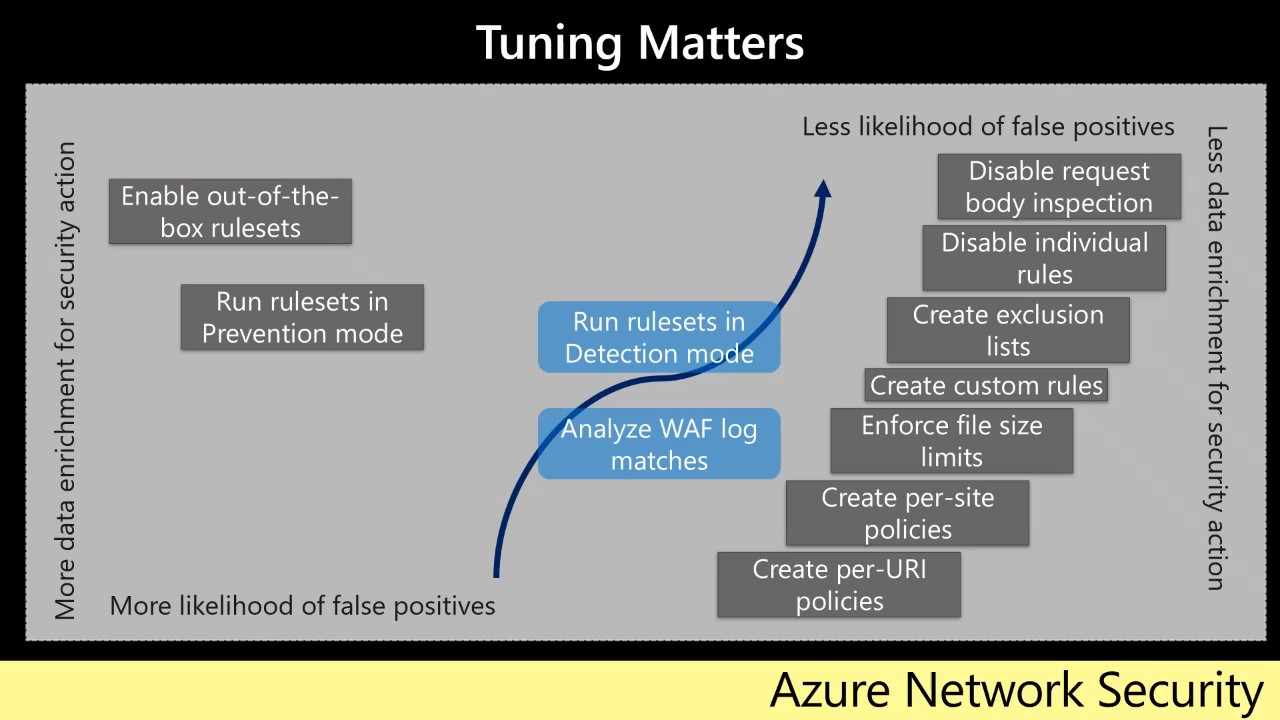 Tuning Matters
More data enrichment for security action
Enable out-of-the-
box rulesets
Run rulesets in
Prevention mode
More likelihood of false positives
Run rulesets in
Detection mode
Analyze WAF log
matches
Less likelihood of false positives
Disable request
body inspection
Disable individual
rules
Create exclusion
lists
Create custom rules
Enforce file size
limits
Create per-site
policies
Create per-URI
policies
Less data enrichment for security action
Azure Network Security